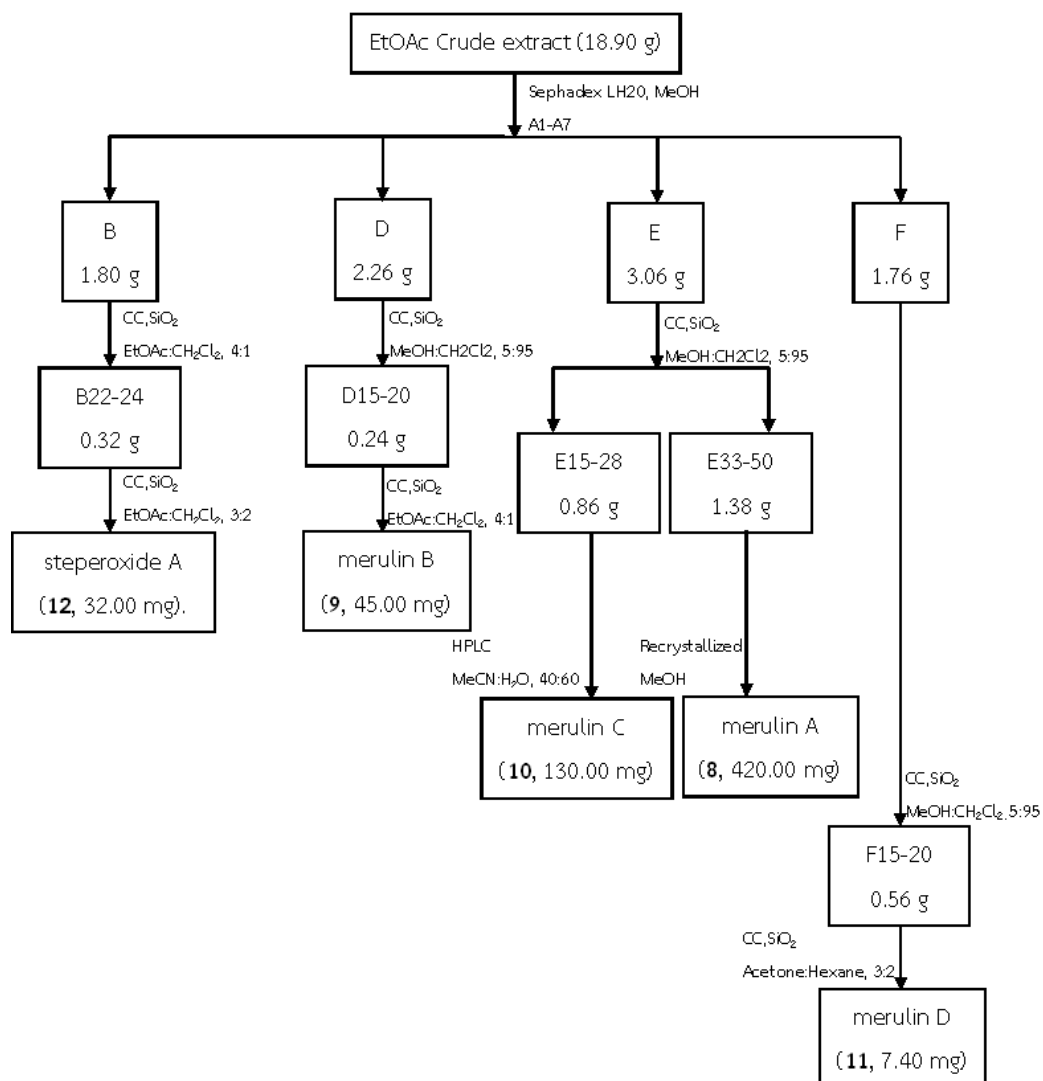 EtOAc Crude extract (18.90 g)
Sephadex LH20, MeOH
A1-A7
B
1.80 g
D
2.26 g
E
3.06 g
F
1.76 g
CC,SiO₂
EtOAc:CH₂Cl₂, 4:1
CC,SiO₂
MeOH:CH2Cl2, 5:95
CC,SiO₂
MeOH:CH2Cl2, 5:95
B22-24
0.32 g
D15-20
0.24 g
E15-28
0.86 g
E33-50
1.38 g
CC,SiO₂
EtOAc:CH₂Cl₂, 3:2
CC,SiO₂
EtOAc:CH₂Cl₂, 4:1
steperoxide A
(12, 32.00 mg).
merulin B
(9, 45.00 mg)
HPLC
MeCN:H₂O, 40:60
Recrystallized
MeOH
merulin C
(10, 130.00 mg)
merulin A
(8, 420.00 mg)
CC,SiO₂
MeOH:CH₂Cl₂,5:95
F15-20
0.56 g
CC,SiO₂
Acetone:Hexane, 3:2
merulin D
(11, 7.40 mg)